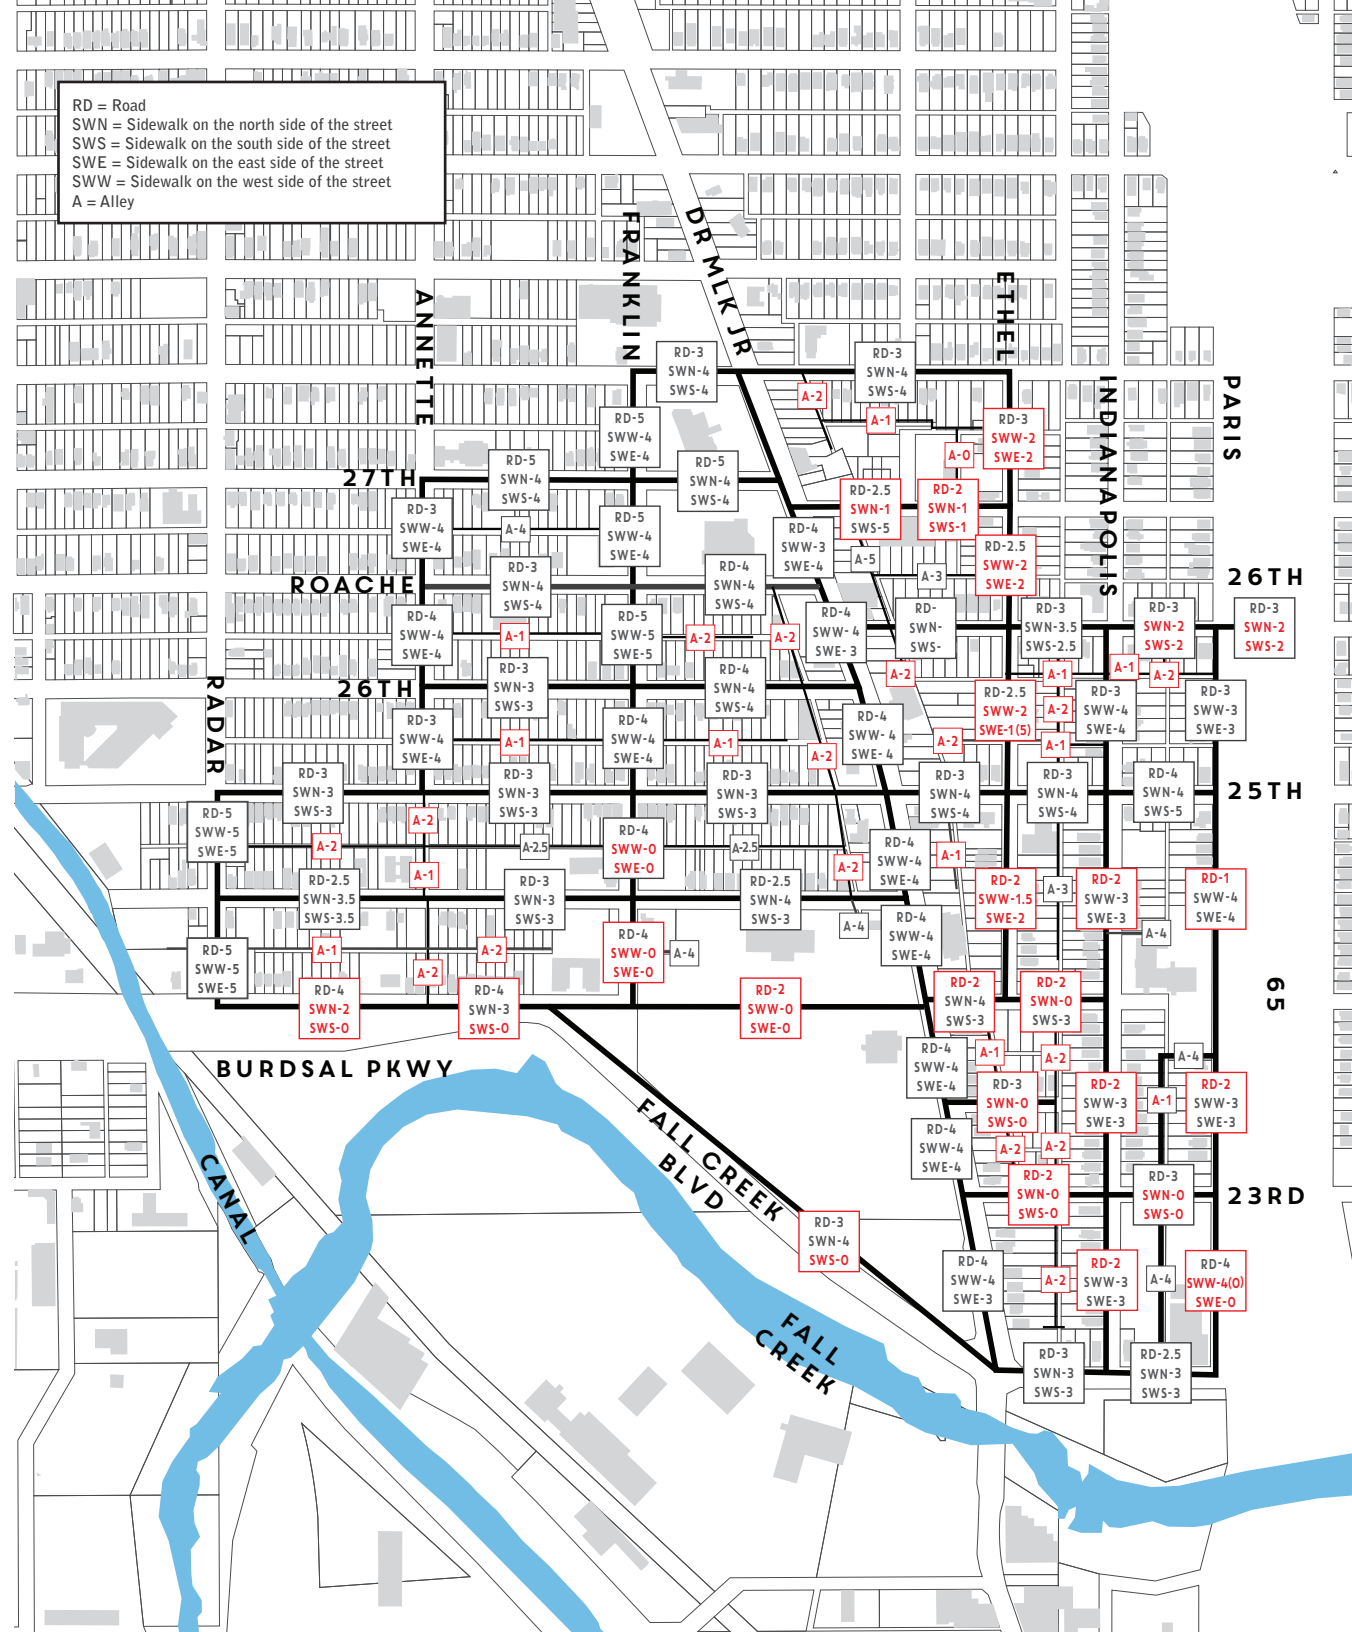 RD = Road
SWN = Sidewalk on the north side of the street
SWS = Sidewalk on the south side of the street
SWE = Sidewalk on the east side of the street
SWW = Sidewalk on the west side of the street
A = Alley
FRANKLIN
DR MLK JR
ETHEL
ANNETTE
INDIANAPOLIS
PARIS
RD-3
SWN-4
SWS-4
RD-3
SWN-4
SWS-4
A-2
A-1
RD-5
SWW-4
SWE-4
RD-3
SWW-2
SWE-2
A-0
27TH
RD-5
SWN-4
SWS-4
RD-5
SWN-4
SWS-4
RD-2.5
SWN-1
SWS-5
RD-2
SWN-1
SWS-1
RD-3
SWW-4
SWE-4
A-4
RD-5
SWW-4
SWE-4
RD-4
SWW-3
SWE-4
A-5
A-3
RD-2.5
SWW-2
SWE-2
ROACHE
RD-3
SWN-4
SWS-4
RD-4
SWN-4
SWS-4
26TH
RD-4
SWW-4
SWE-4
A-1
RD-5
SWW-5
SWE-5
A-2
A-2
RD-4
SWW-4
SWE-3
RD-
SWN-
SWS-
RD-3
SWN-3.5
SWS-2.5
RD-3
SWN-2
SWS-2
RD-3
SWN-2
SWS-2
26TH
RD-3
SWN-3
SWS-3
RD-4
SWN-4
SWS-4
A-2
A-1
A-1
A-2
RADAR
RD-3
SWW-4
SWE-4
A-1
RD-4
SWW-4
SWE-4
A-1
A-2
RD-4
SWW-4
SWE-4
A-2
RD-2.5
SWW-2
SWE-1(5)
A-2
A-1
RD-3
SWW-4
SWE-4
RD-3
SWW-3
SWE-3
RD-3
SWN-3
SWS-3
RD-3
SWN-3
SWS-3
RD-3
SWN-3
SWS-3
RD-3
SWN-4
SWS-4
RD-3
SWN-4
SWS-4
RD-4
SWN-4
SWS-5
25TH
RD-5
SWW-5
SWE-5
A-2
A-2
A-1
A-2.5
RD-4
SWW-0
SWE-0
A-2.5
A-2
RD-4
SWW-4
SWE-4
A-1
RD-2.5
SWN-3.5
SWS-3.5
RD-3
SWN-3
SWS-3
RD-2.5
SWN-4
SWS-3
A-4
RD-2
SWW-1.5
SWE-2
A-3
RD-2
SWW-3
SWE-3
RD-1
SWW-4
SWE-4
A-4
RD-5
SWW-5
SWE-5
A-1
A-2
A-2
RD-4
SWW-0
SWE-0
A-4
RD-4
SWW-4
SWE-4
RD-4
SWN-2
SWS-0
RD-4
SWN-3
SWS-0
RD-2
SWW-0
SWE-0
RD-2
SWN-4
SWS-3
RD-2
SWN-0
SWS-3
65
BURDSAL PKWY
RD-4
SWW-4
SWE-4
A-1
A-2
A-4
RD-3
SWN-0
SWS-0
RD-2
SWW-3
SWE-3
A-1
RD-2
SWW-3
SWE-3
FALL CREEK
BLVD
CANAL
RD-4
SWW-4
SWE-4
A-2
A-2
RD-2
SWN-0
SWS-0
RD-3
SWN-0
SWS-0
23RD
RD-3
SWN-4
SWS-0
RD-4
SWW-4
SWE-3
A-2
RD-2
SWW-3
SWE-3
A-4
RD-4
SWW-4(0)
SWE-0
FALL
CREEK
RD-3
SWN-3
SWS-3
RD-2.5
SWN-3
SWS-3